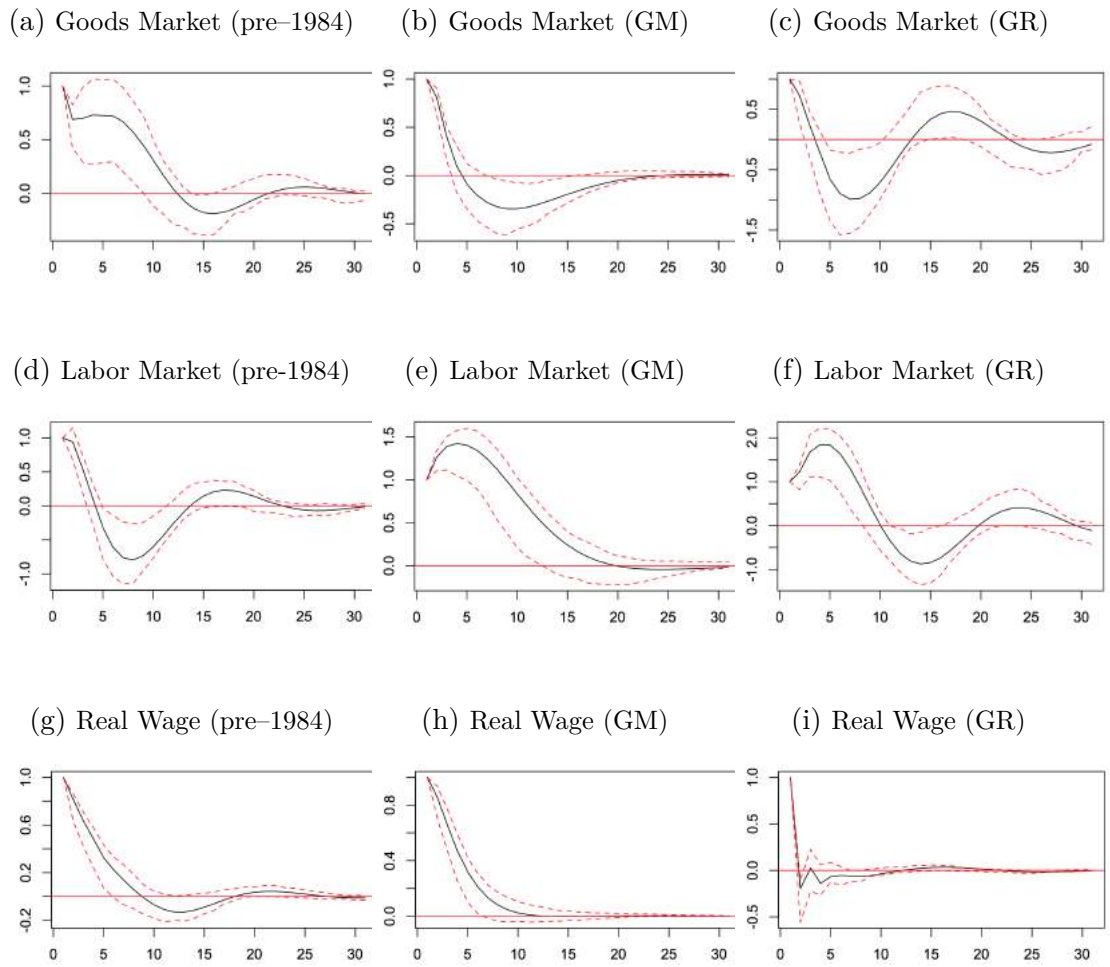 (a) Goods Market (pre–1984) (b) Goods Market (GM) (c) Goods Market (GR)
1.0 0.5 0.0
0 5 10 15 20 25 30
1.0 0.5 0.0 -0.5
0 5 10 15 20 25 30
0.5 -0.5 -1.5
0 5 10 15 20 25 30
(d) Labor Market (pre-1984) (e) Labor Market (GM) (f) Labor Market (GR)
1.0 0.5 0.0 -1.0
0 5 10 15 20 25 30
1.5 1.0 0.5 0.0
0 5 10 15 20 25 30
2.0 1.0 0.0 -1.0
0 5 10 15 20 25 30
(g) Real Wage (pre–1984) (h) Real Wage (GM) (i) Real Wage (GR)
1.0 0.6 0.2 -0.2
0 5 10 15 20 25 30
0.8 0.4 0.0
0 5 10 15 20 25 30
1.0 0.5 0.0 -0.5
0 5 10 15 20 25 30